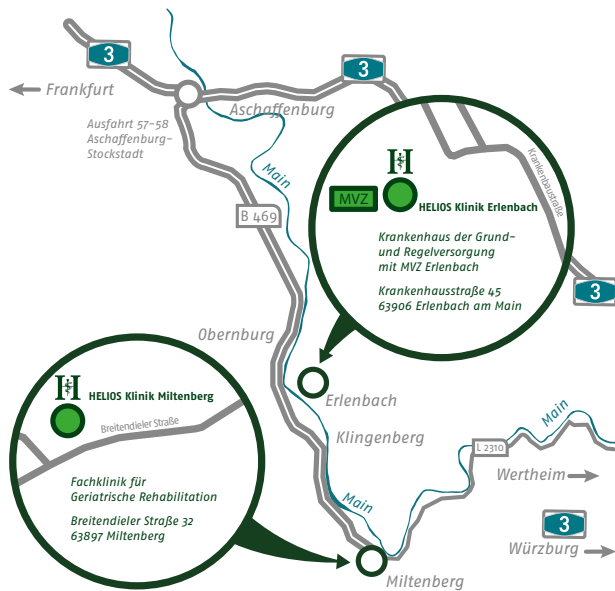 3
3
Frankfurt
Aschaffenburg
Ausfahrt 57–58
Aschaffenburg-
Stockstadt
Main
B 469
H
MVZ
HELIOS Klinik Erlenbach
Krankenhaus der Grund-
und Regelversorgung
mit MVZ Erlenbach
Krankenhausstraße 45
63906 Erlenbach am Main
Krankenbaustraße
3
Obernburg
Erlenbach
Klingenberg
H
HELIOS Klinik Miltenberg
Breitendieler Straße
Fachklinik für
Geriatrische Rehabilitation
Breitendieler Straße 32
63897 Miltenberg
Main
L 2310
Main
Wertheim
3
Würzburg
Miltenberg